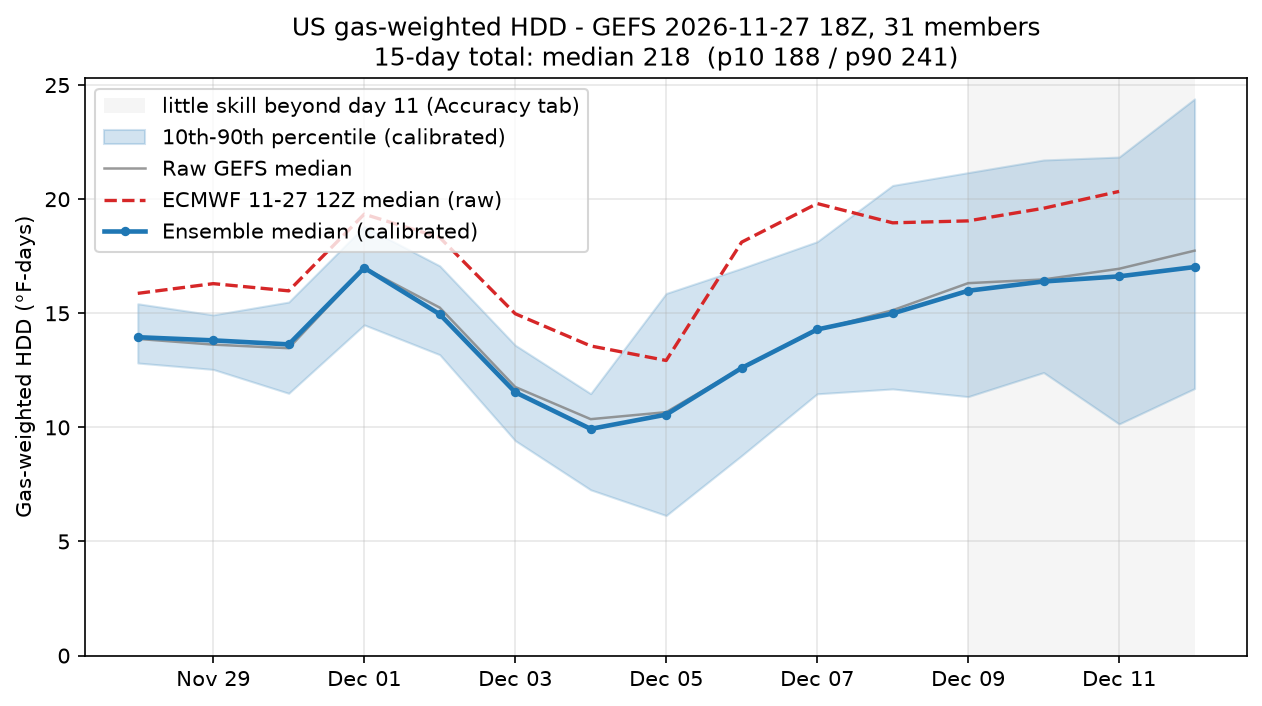 US gas-weighted HDD - GEFS 2026-11-27 18Z, 31 members
15-day total: median 218  (p10 188 / p90 241)
little skill beyond day 11 (Accuracy tab)
10th-90th percentile (calibrated)
Raw GEFS median
ECMWF 11-27 12Z median (raw)
Ensemble median (calibrated)
Gas-weighted HDD (°F-days)
25
20
15
10
5
0
Nov 29
Dec 01
Dec 03
Dec 05
Dec 07
Dec 09
Dec 11